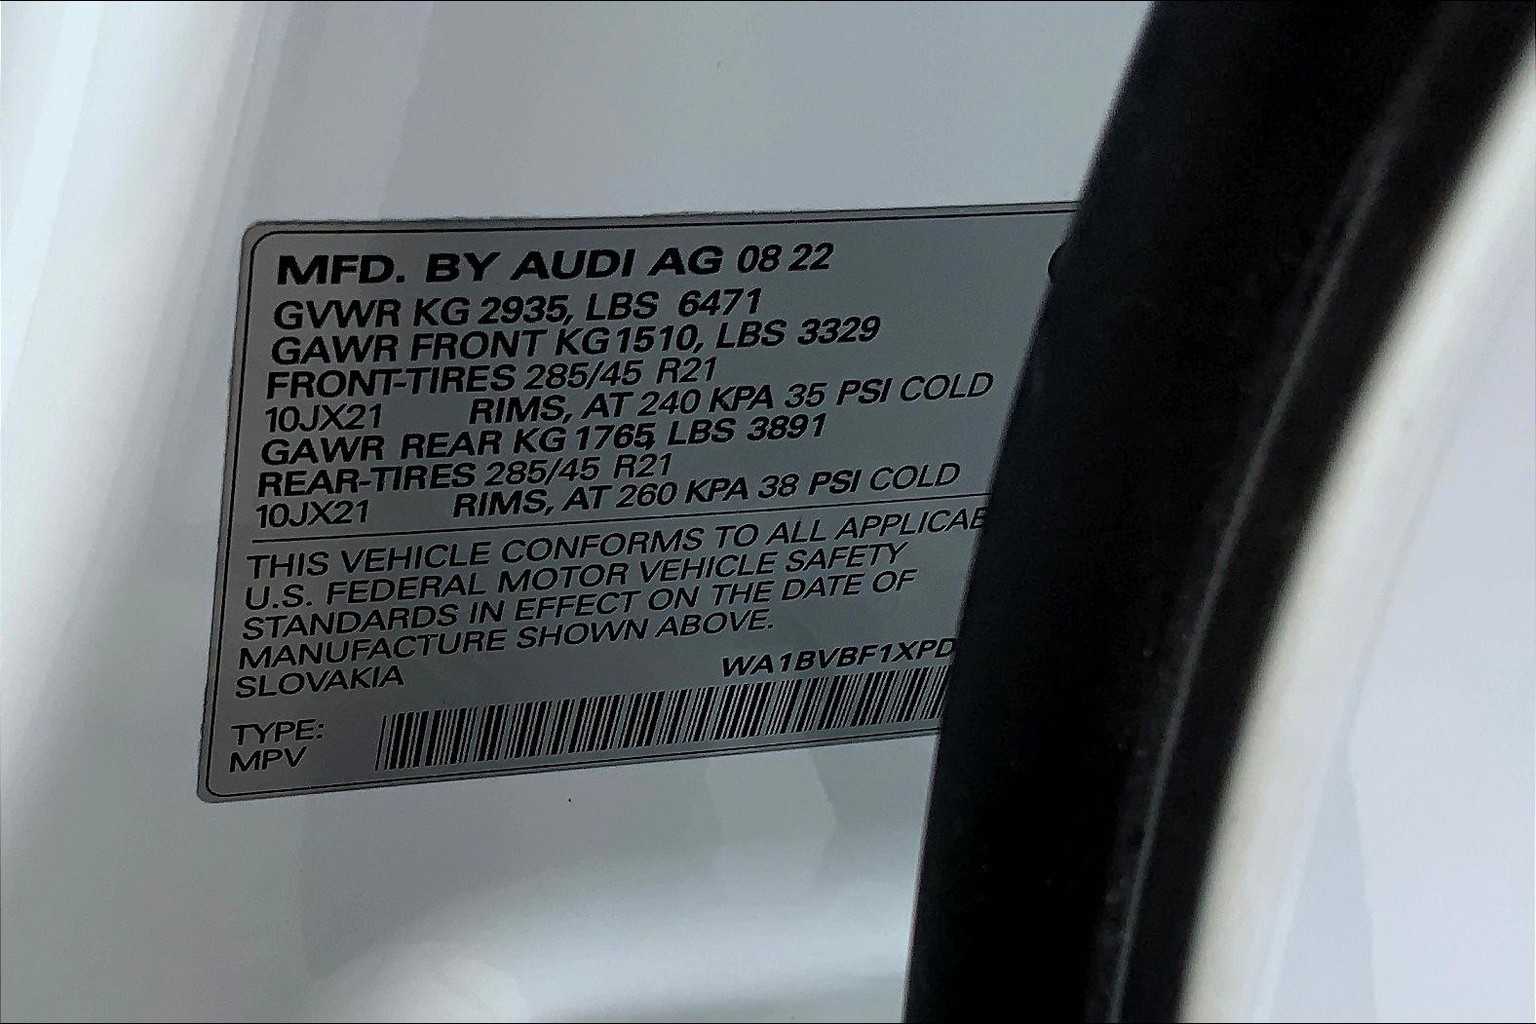 MFD. BY AUDI AG 08 22
GVWR KG 2935, LBS 6471
GAWR FRONT KG 1510, LBS 3329
FRONT-TIRES 285/45 R21
10JX21 RIMS, AT 240 KPA 35 PSI COLD
GAWR REAR KG 1765, LBS 3891
REAR-TIRES 285/45 R21
10JX21 RIMS, AT 260 KPA 38 PSI COLD
THIS VEHICLE CONFORMS TO ALL APPLICAB
U.S. FEDERAL MOTOR VEHICLE SAFETY
STANDARDS IN EFFECT ON THE DATE OF
MANUFACTURE SHOWN ABOVE.
SLOVAKIA WA1BVBF1XPD
TYPE:
MPV